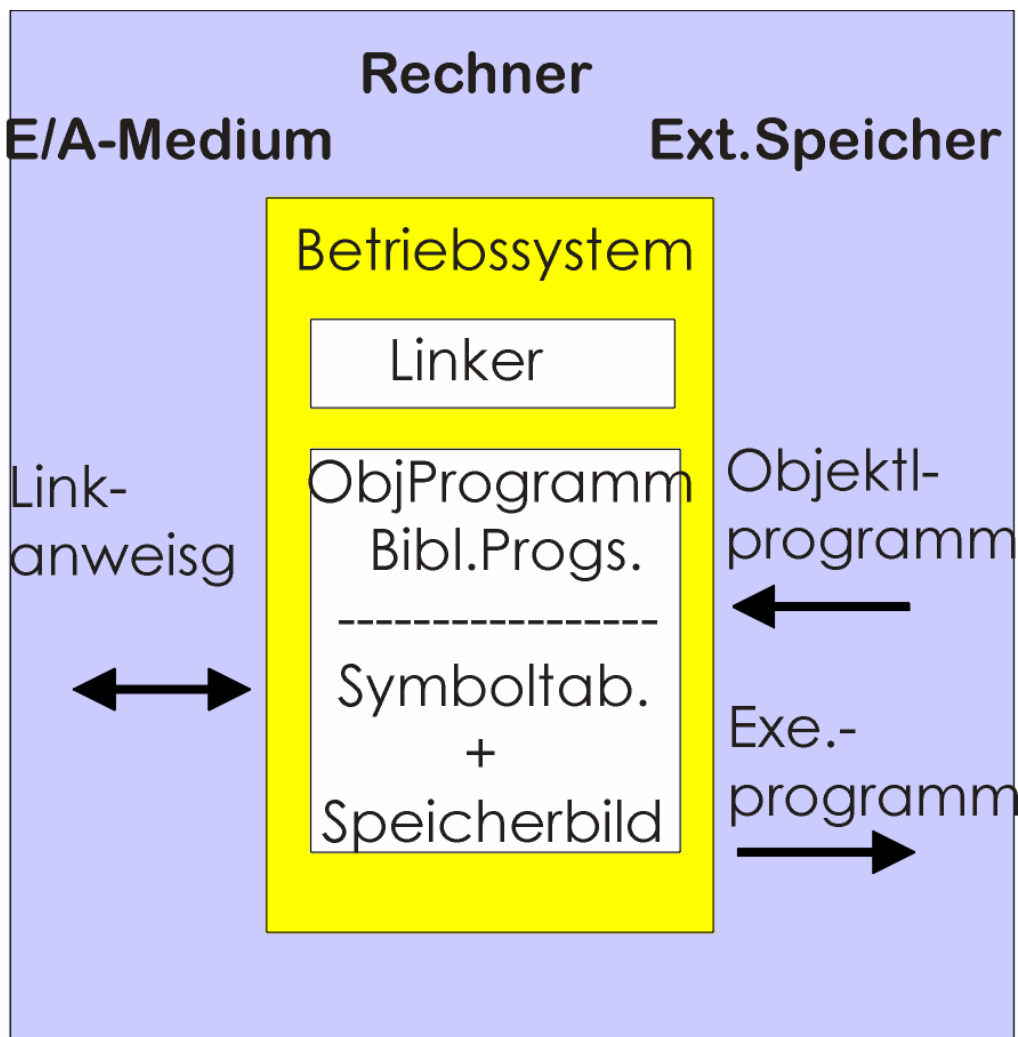 Rechner
E/A-Medium
Ext.Speicher
Betriebssystem
Linker
Link-
anweisg
ObjProgramm
Bibl.Progs.
-----------------
Symboltab.
+
Speicherbild
Objektl-
programm
Exe.-
programm